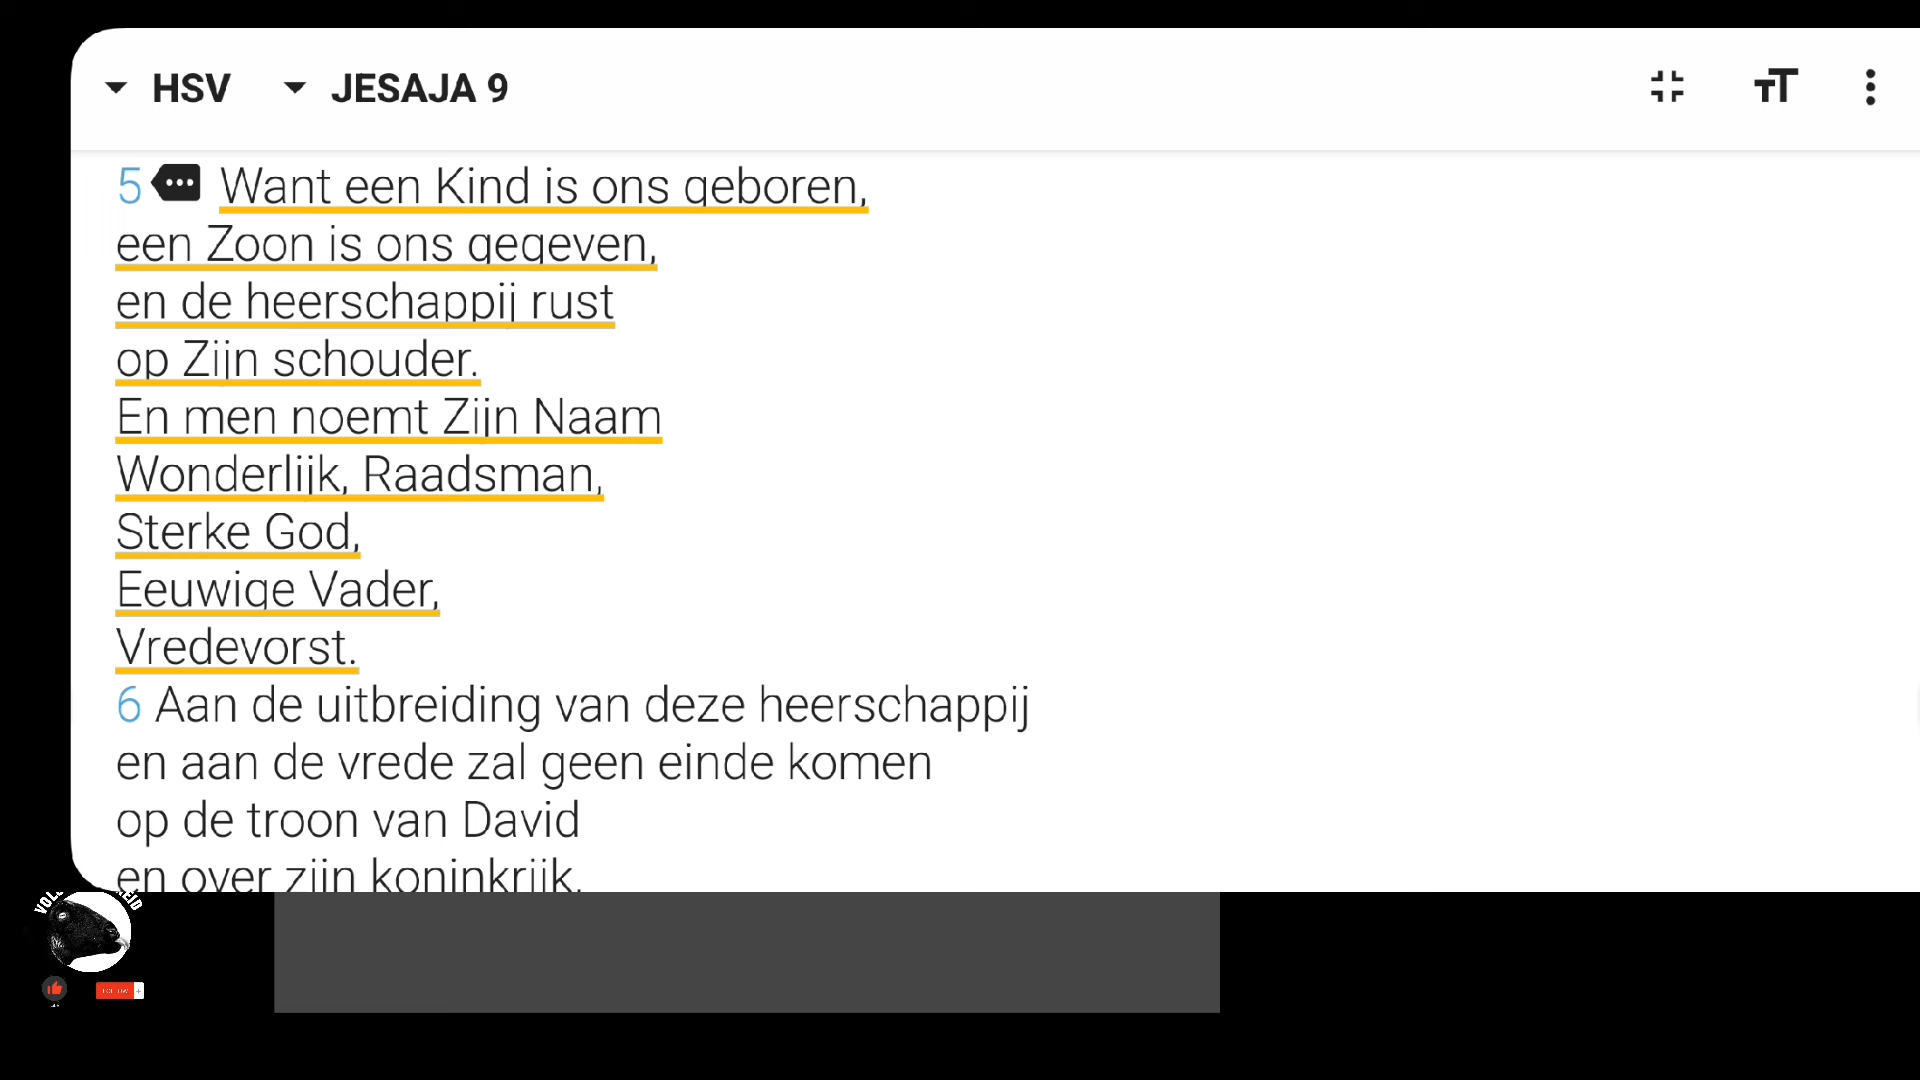 HSV JESAJA 9
5 Want een Kind is ons geboren,
een Zoon is ons gegeven,
en de heerschappij rust
op Zijn schouder.
En men noemt Zijn Naam
Wonderlijk, Raadsman,
Sterke God,
Eeuwige Vader,
Vredevorst.
6 Aan de uitbreiding van deze heerschappij
en aan de vrede zal geen einde komen
op de troon van David
en over zijn koninkrijk,
FOLLOW